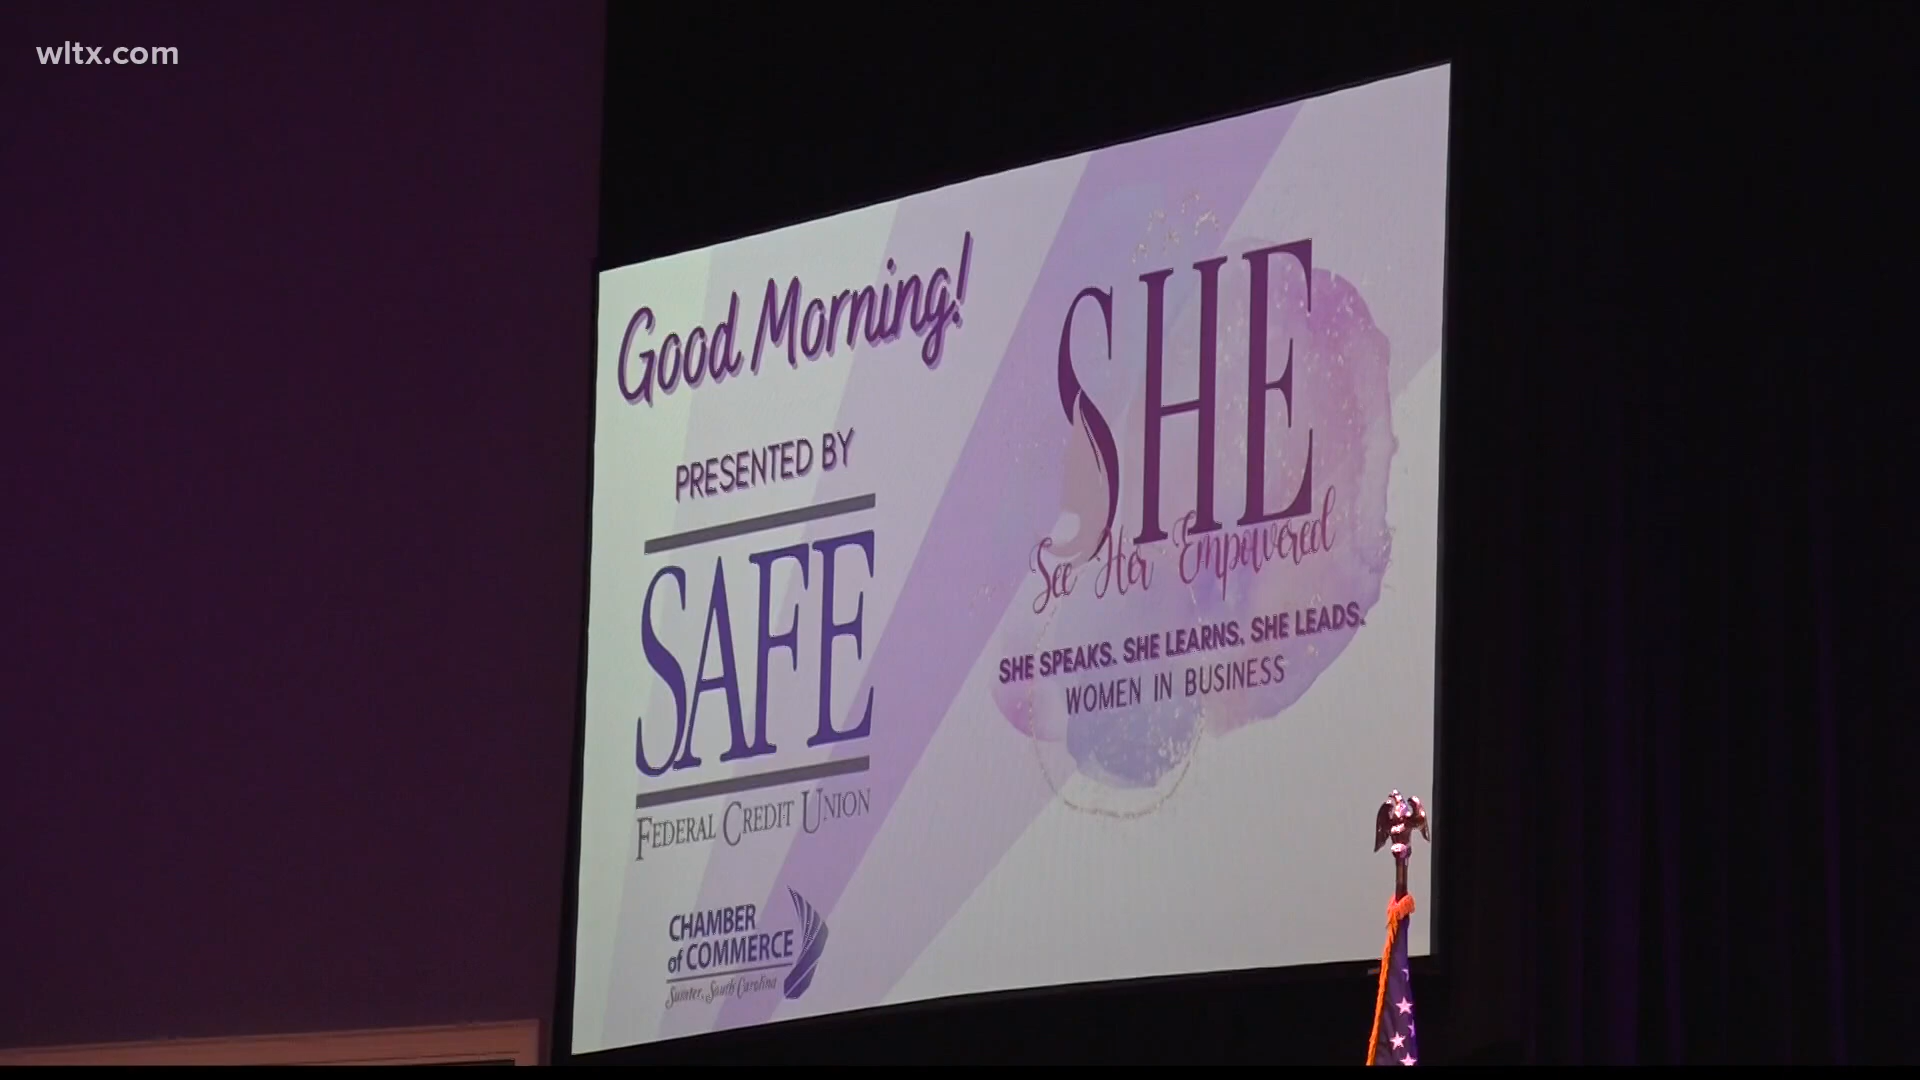 wltx.com
Good Morning!
PRESENTED BY
SAFE
FEDERAL CREDIT UNION
CHAMBER
of COMMERCE
Sumter, South Carolina
SHE
See Her Empowered
SHE SPEAKS. SHE LEARNS. SHE LEADS.
WOMEN IN BUSINESS